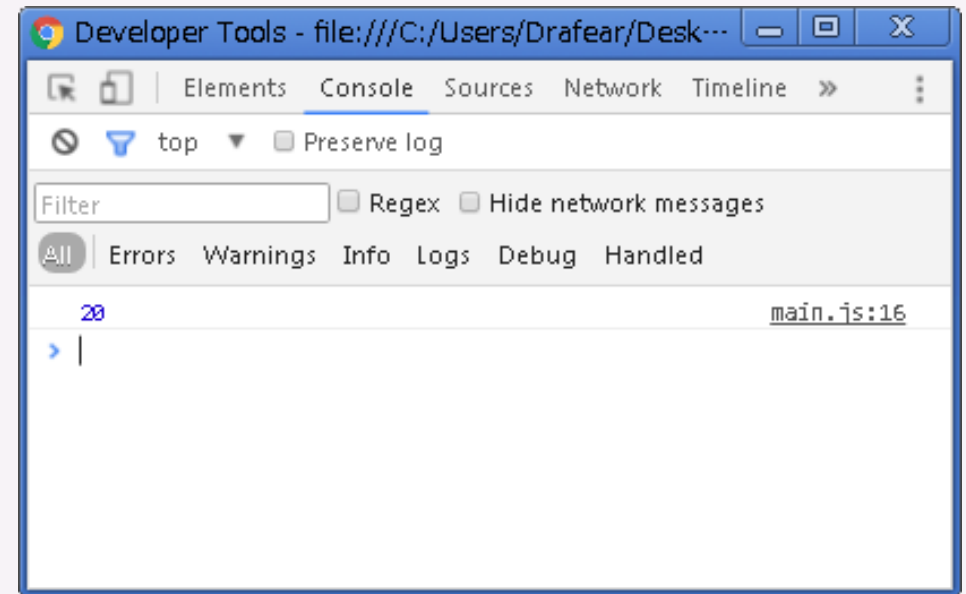 Developer Tools - file:///C:/Users/Drafear/Desk···
Elements Console Sources Network Timeline »
top ▼ Preserve log
Filter Regex Hide network messages
All Errors Warnings Info Logs Debug Handled
20 main.js:16
>